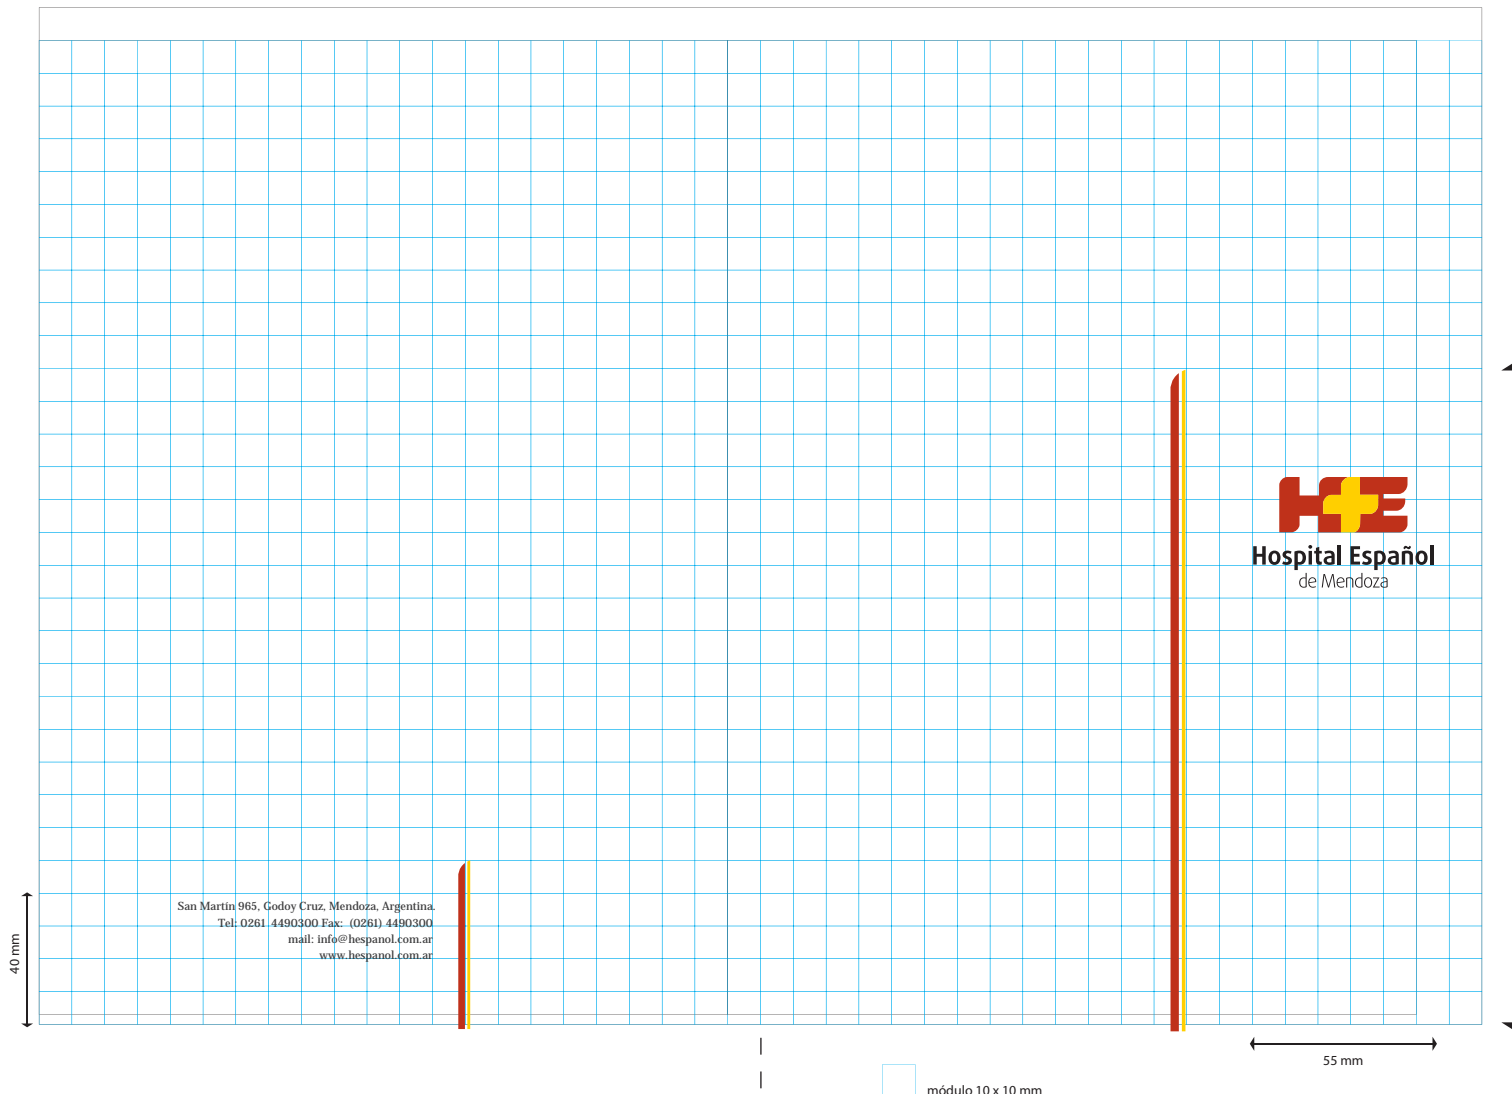 Hospital Español
de Mendoza
San Martín 965, Godoy Cruz, Mendoza, Argentina.
Tel: 0261 4490300 Fax: (0261) 4490300
mail: info@hespanol.com.ar
www.hespanol.com.ar
40 mm
55 mm
módulo 10 x 10 mm